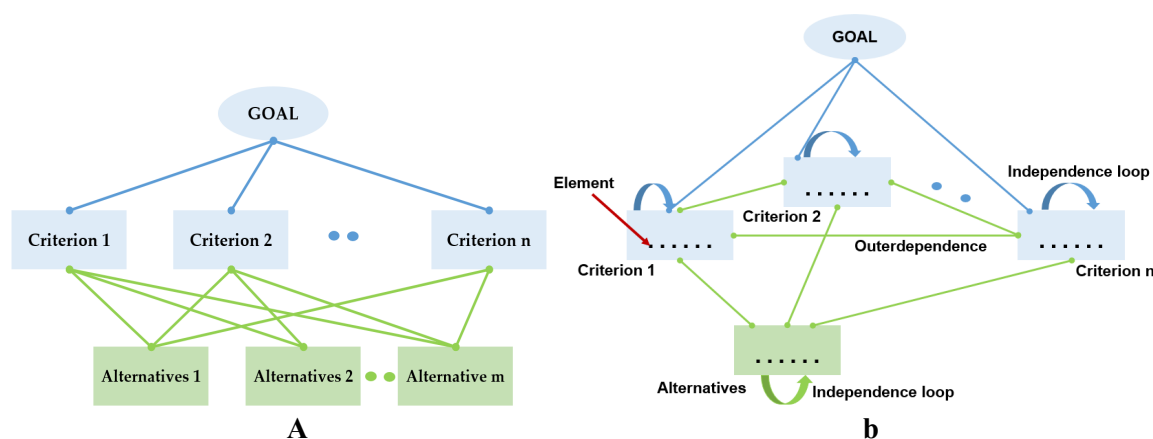 GOAL
Criterion 1
Criterion 2
Criterion n
Alternatives 1
Alternatives 2
Alternative m
A
GOAL
Independence loop
Element
......
Criterion 2
......
Outerdependence
......
Criterion 1
Criterion n
......
Alternatives
Independence loop
b